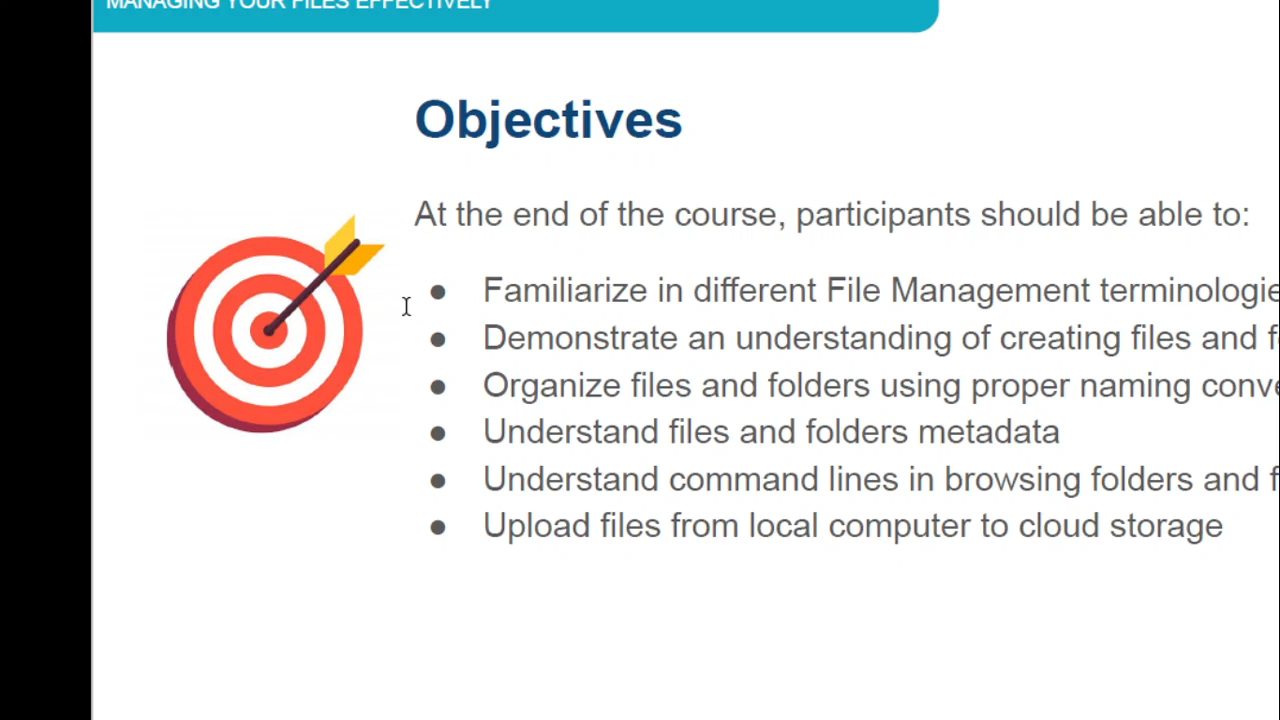 MANAGING YOUR FILES EFFECTIVELY
Objectives
At the end of the course, participants should be able to:
● Familiarize in different File Management
● Demonstrate an understanding of creating files and
● Organize files and folders using proper naming
● Understand files and folders metadata
● Understand command lines in browsing folders and
● Upload files from local computer to cloud storage